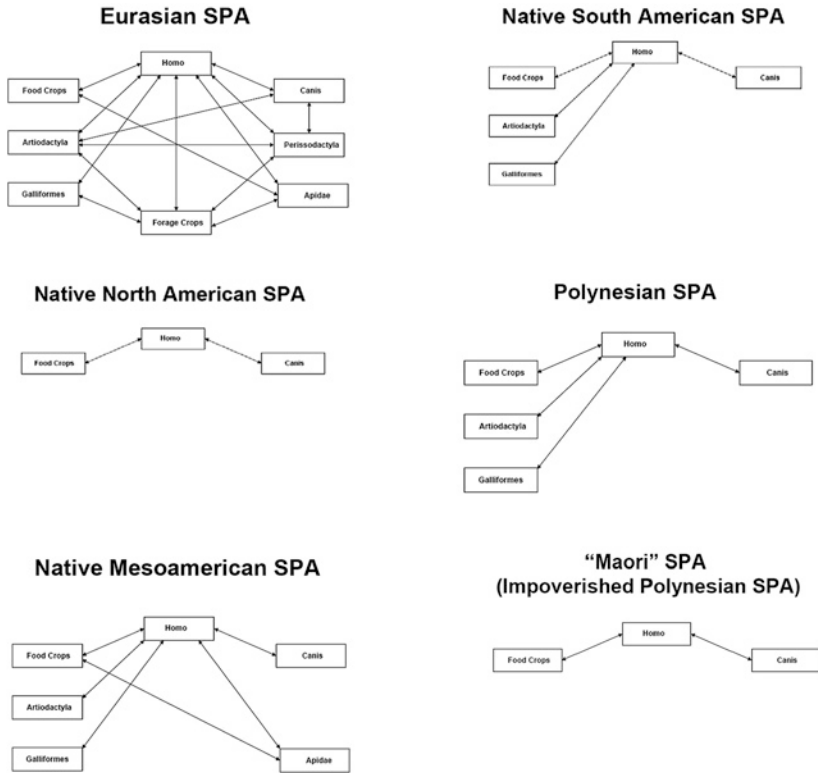 Eurasian SPA
Homo
Food Crops
Canis
Artiodactyla
Perissodactyla
Galliformes
Apidae
Forage Crops
Native South American SPA
Homo
Food Crops
Canis
Artiodactyla
Galliformes
Native North American SPA
Homo
Food Crops
Canis
Polynesian SPA
Homo
Food Crops
Canis
Artiodactyla
Galliformes
Native Mesoamerican SPA
Homo
Food Crops
Canis
Artiodactyla
Galliformes
Apidae
“Maori” SPA
(Impoverished Polynesian SPA)
Homo
Food Crops
Canis